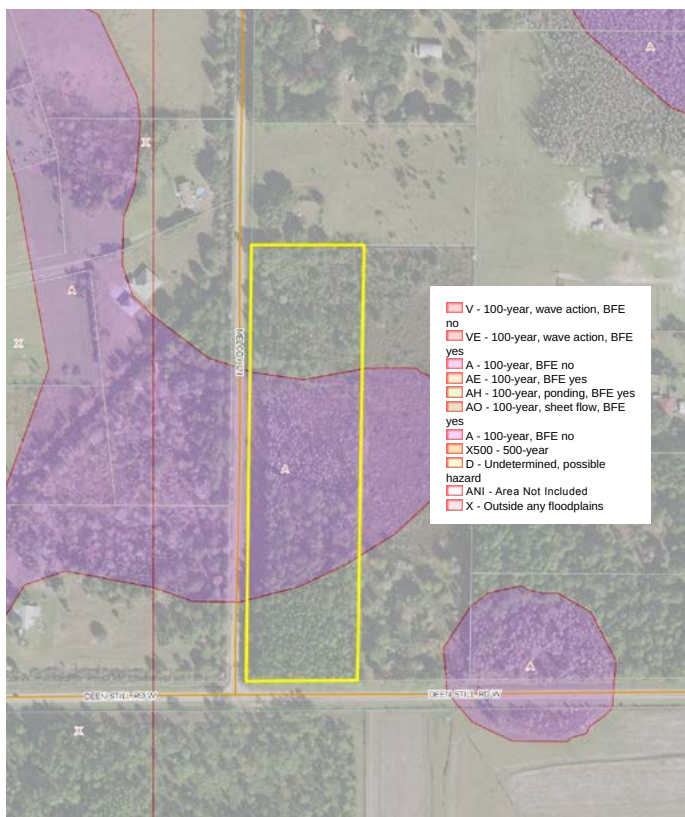 A
X
A
X
V - 100-year, wave action, BFE
no
VE - 100-year, wave action, BFE
yes
A - 100-year, BFE no
AE - 100-year, BFE yes
AH - 100-year, ponding, BFE yes
AO - 100-year, sheet flow, BFE
yes
A - 100-year, BFE no
X500 - 500-year
D - Undetermined, possible
hazard
ANI - Area Not Included
X - Outside any floodplains
A
A
DEEN STILL RD W
DEEN STILL RD W
X